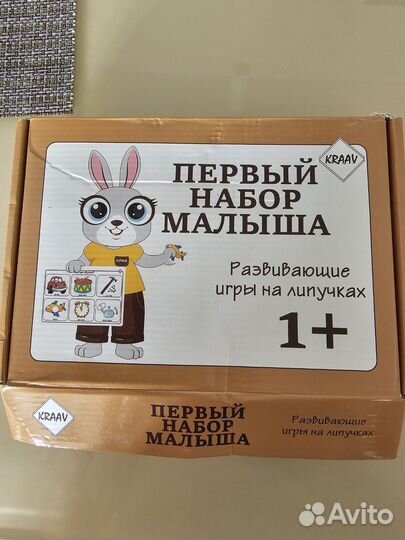 KRAAV
ПЕРВЫЙ
НАБОР
МАЛЫША
Развивающие
игры на липучках
1+
KRAAV
ПЕРВЫЙ
НАБОР
МАЛЫША
Развивающие
игры на липучках
Avito